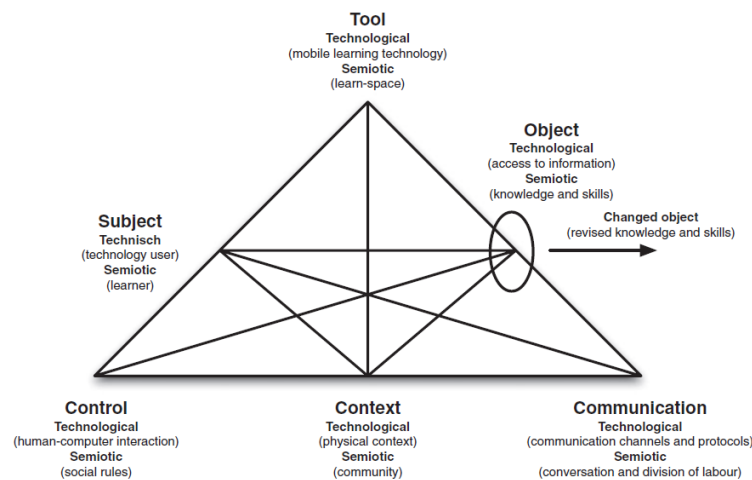 Tool
Technological
(mobile learning technology)
Semiotic
(learn-space)
Object
Technological
(access to information)
Semiotic
(knowledge and skills)
Changed object
(revised knowledge and skills)
Subject
Technisch
(technology user)
Semiotic
(learner)
Control
Technological
(human-computer interaction)
Semiotic
(social rules)
Context
Technological
(physical context)
Semiotic
(community)
Communication
Technological
(communication channels and protocols)
Semiotic
(conversation and division of labour)